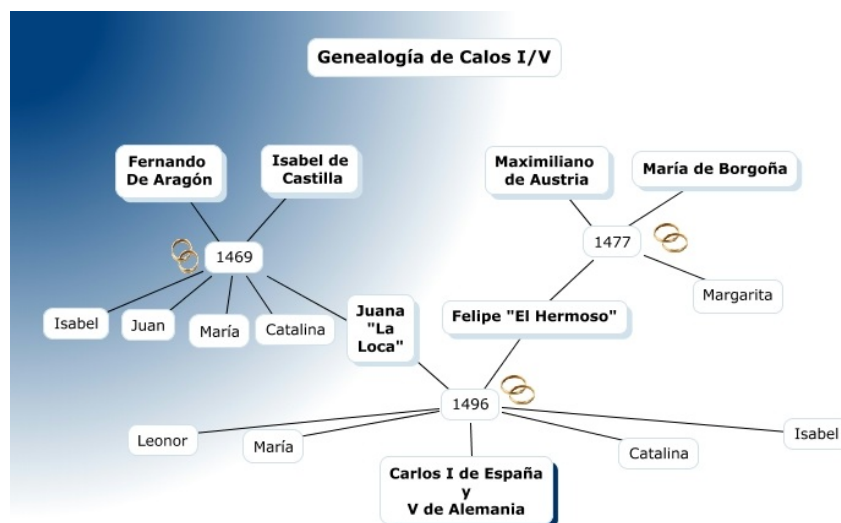 Genealogía de Calos I/V
Fernando
De Aragón
Isabel de
Castilla
Maximiliano
de Austria
María de Borgoña
1469
1477
Isabel
Juan
María
Catalina
Juana
"La
Loca"
Felipe "El Hermoso"
Margarita
1496
Leonor
María
Carlos I de España
y
V de Alemania
Catalina
Isabel